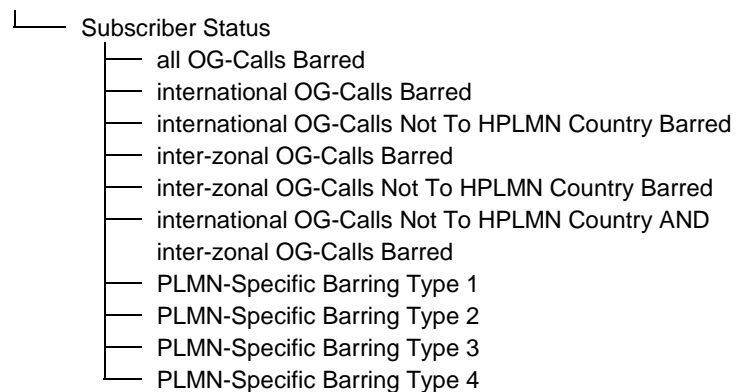 Subscriber Status
all OG-Calls Barred
international OG-Calls Barred
international OG-Calls Not To HPLMN Country Barred
inter-zonal OG-Calls Barred
inter-zonal OG-Calls Not To HPLMN Country Barred
international OG-Calls Not To HPLMN Country AND
inter-zonal OG-Calls Barred
PLMN-Specific Barring Type 1
PLMN-Specific Barring Type 2
PLMN-Specific Barring Type 3
PLMN-Specific Barring Type 4